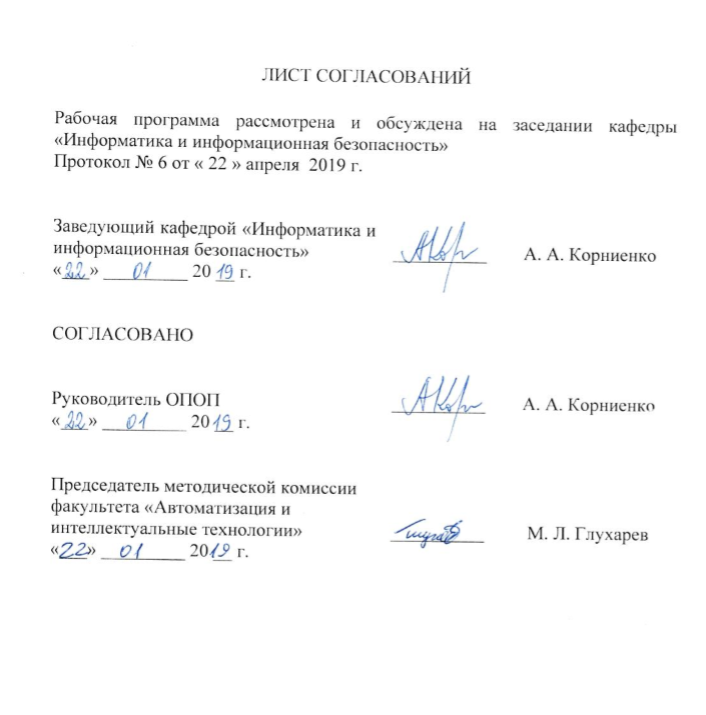 ЛИСТ СОГЛАСОВАНИЙ
Рабочая программа рассмотрена и обсуждена на заседании кафедры
«Информатика и информационная безопасность»
Протокол № 6 от « 22 » апреля 2019 г.
Заведующий кафедрой «Информатика и
информационная безопасность»
«22» 01 20 19 г. А. А. Корниенко
СОГЛАСОВАНО
Руководитель ОПОП А. А. Корниенко
«22» 01 2019 г.
Председатель методической комиссии
факультета «Автоматизация и
интеллектуальные технологии» М. Л. Глухарев
«22» 01 2019 г.